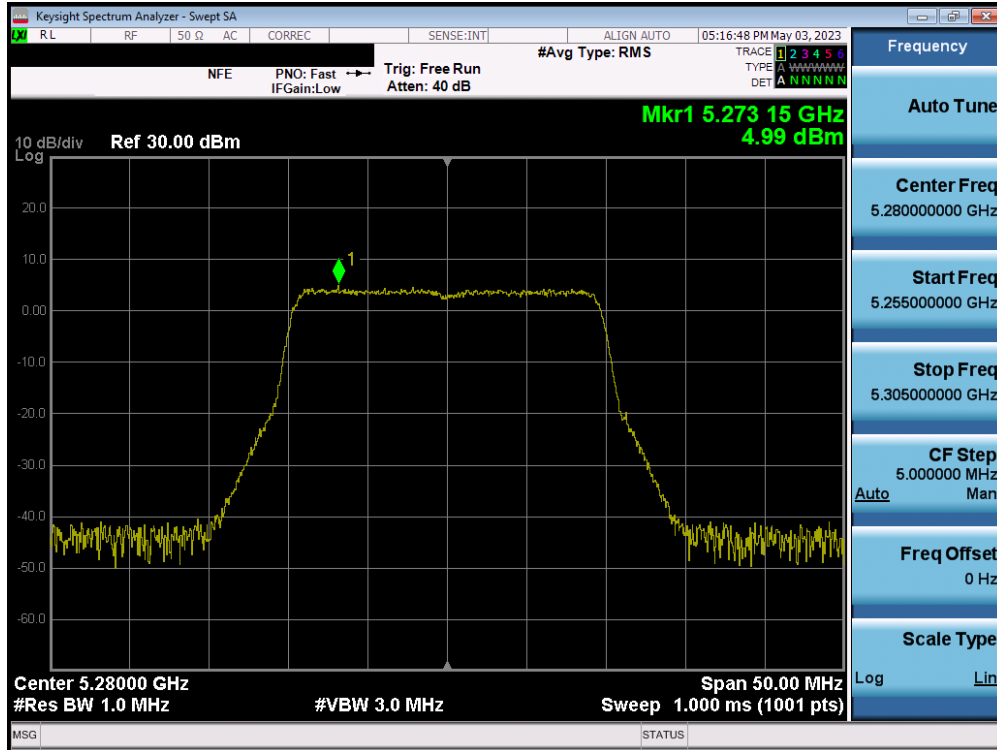 Keysight Spectrum Analyzer - Swept SA
LXI RL RF 50 Ω AC CORREC SENSE:INT ALIGN AUTO 05:16:48 PM May 03, 2023
NFE PNO: Fast Trig: Free Run #Avg Type: RMS TRACE 1 2 3 4 5 6
IFGain:Low Atten: 40 dB TYPE A WWWWW
DET A N N N N N
Mkr1 5.273 15 GHz
4.99 dBm
10 dB/div Ref 30.00 dBm
Log
20.0
1
10.0
0.00
-10.0
-20.0
-30.0
-40.0
-50.0
-60.0
Center 5.28000 GHz Span 50.00 MHz
#Res BW 1.0 MHz #VBW 3.0 MHz Sweep 1.000 ms (1001 pts)
MSG STATUS
Frequency
Auto Tune
Center Freq
5.280000000 GHz
Start Freq
5.255000000 GHz
Stop Freq
5.305000000 GHz
CF Step
5.000000 MHz
Auto Man
Freq Offset
0 Hz
Scale Type
Log Lin